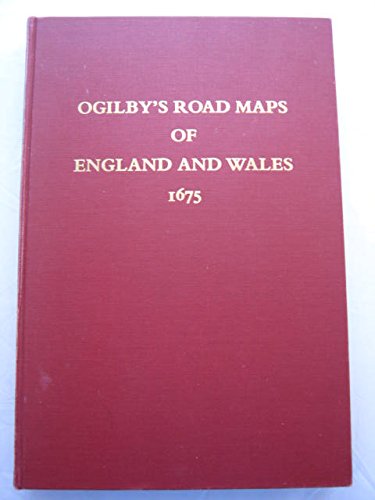 OGILBY'S ROAD MAPS
OF
ENGLAND AND WALES
1675